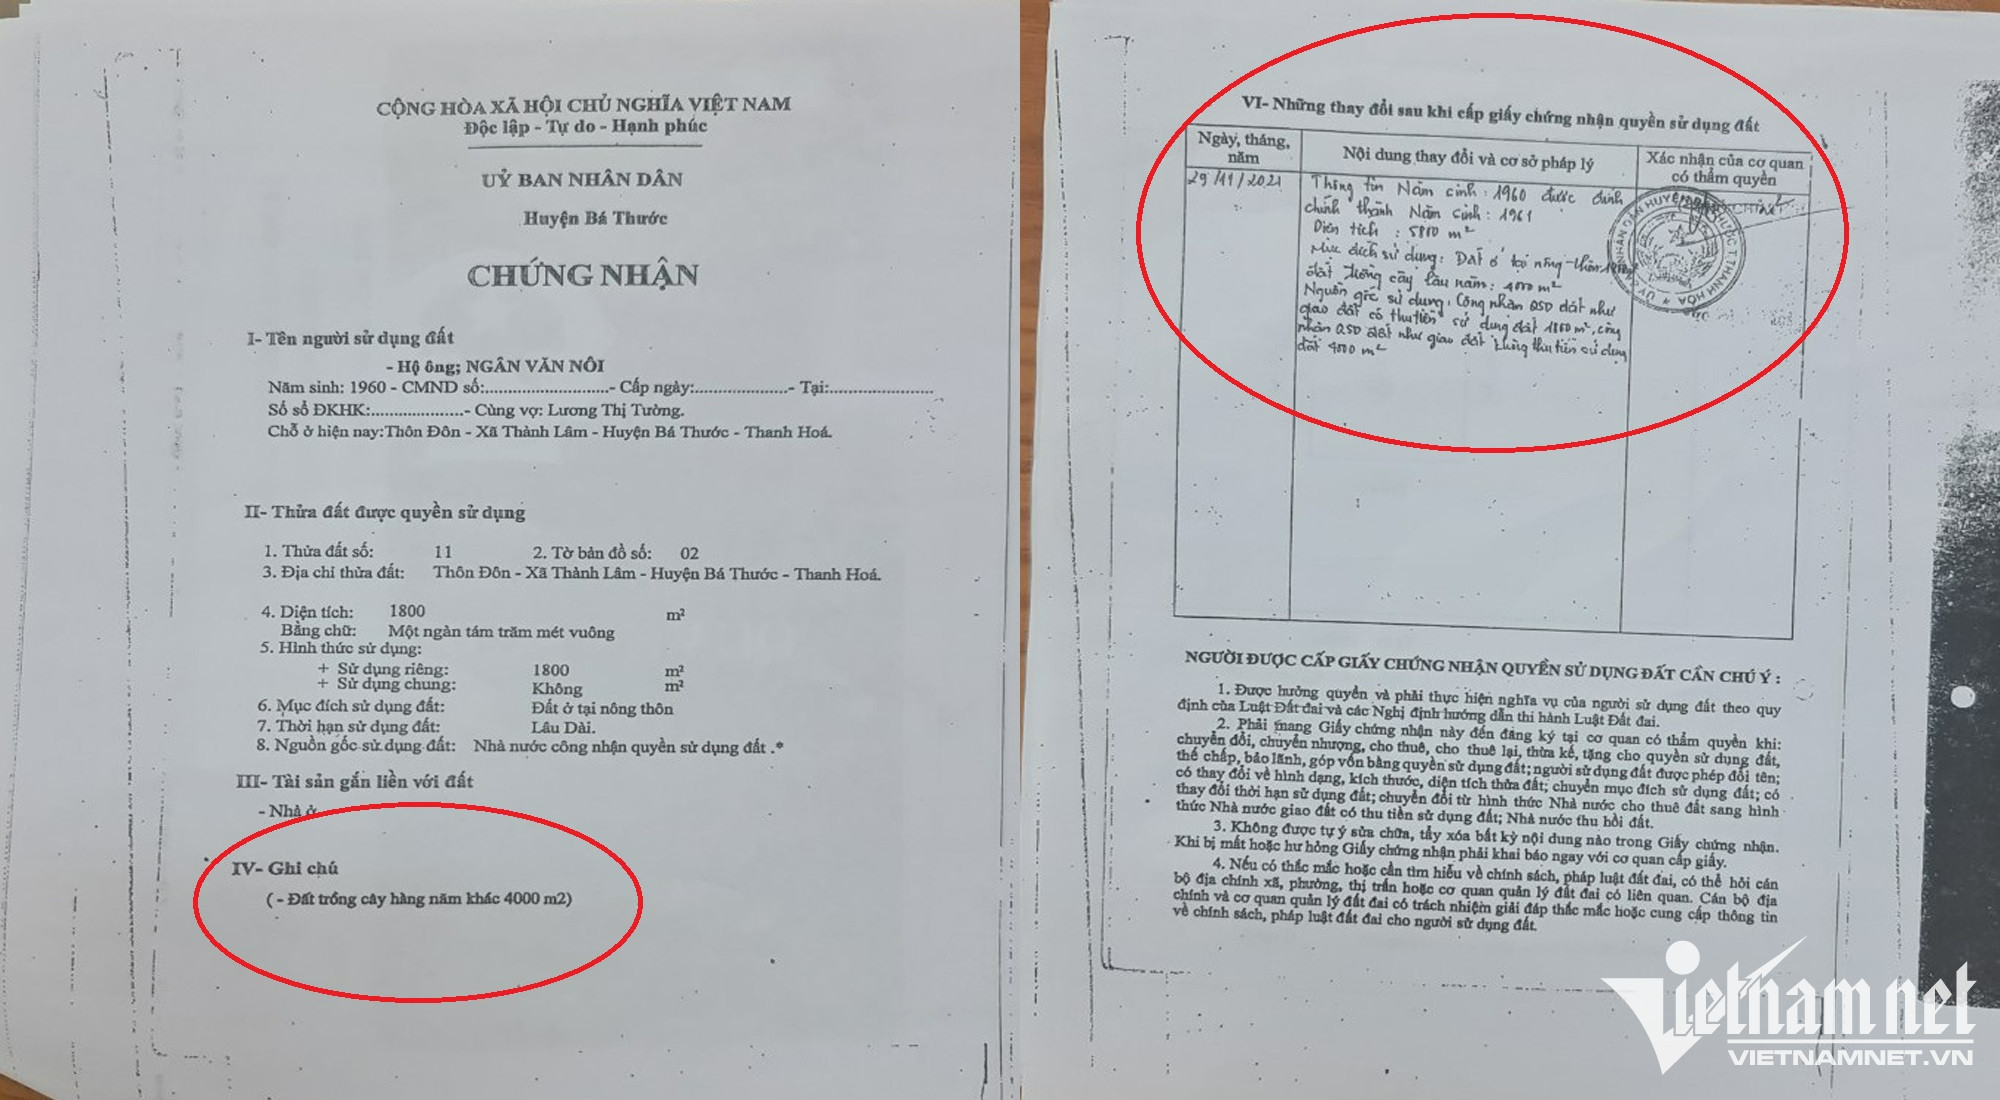 CỘNG HÒA XÃ HỘI CHỦ NGHĨA VIỆT NAM
Độc lập - Tự do - Hạnh phúc
UỶ BAN NHÂN DÂN
Huyện Bá Thước
CHỨNG NHẬN
I- Tên người sử dụng đất
- Hộ ông; NGÂN VĂN NÔI
Năm sinh: 1960 - CMND số:..........................- Cấp ngày:....................- Tại:......................
Số sổ ĐKHK:....................- Cùng vợ: Lương Thị Tường.
Chỗ ở hiện nay:Thôn Đôn - Xã Thành Lâm - Huyện Bá Thước - Thanh Hoá.
II- Thửa đất được quyền sử dụng
1. Thửa đất số: 11 2. Tờ bản đồ số: 02
3. Địa chỉ thửa đất: Thôn Đôn - Xã Thành Lâm - Huyện Bá Thước - Thanh Hoá.
4. Diện tích: 1800 m²
Bằng chữ: Một ngàn tám trăm mét vuông
5. Hình thức sử dụng:
+ Sử dụng riêng: 1800 m²
+ Sử dụng chung: Không m²
6. Mục đích sử dụng đất: Đất ở tại nông thôn
7. Thời hạn sử dụng đất: Lâu Dài.
8. Nguồn gốc sử dụng đất: Nhà nước công nhận quyền sử dụng đất .*
III- Tài sản gắn liền với đất
- Nhà ở
IV- Ghi chú
( - Đất trồng cây hàng năm khác 4000 m2)
VI- Những thay đổi sau khi cấp giấy chứng nhận quyền sử dụng đất
Ngày, tháng, năm
Nội dung thay đổi và cơ sở pháp lý
Xác nhận của cơ quan có thẩm quyền
29/11/2021
Thông tin Năm sinh: 1960 được đính
chính thành Năm sinh: 1961
Diện tích: 5800 m²
Mục đích sử dụng: Đất ở tại nông thôn
đất trồng cây lâu năm: 4000 m²
Nguồn gốc sử dụng: Công nhận QSD đất như
giao đất có thu tiền sử dụng đất 1800 m², công
nhận QSD đất như giao đất không thu tiền sử dụng
đất 4000 m²
NGƯỜI ĐƯỢC CẤP GIẤY CHỨNG NHẬN QUYỀN SỬ DỤNG ĐẤT CẦN CHÚ Ý :
1. Được hưởng quyền và phải thực hiện nghĩa vụ của người sử dụng đất theo quy
định của Luật Đất đai và các Nghị định hướng dẫn thi hành Luật Đất đai.
2. Phải mang Giấy chứng nhận này đến đăng ký tại cơ quan có thẩm quyền khi:
chuyển đổi, chuyển nhượng, cho thuê, cho thuê lại, thừa kế, tặng cho quyền sử dụng đất,
thế chấp, bảo lãnh, góp vốn bằng quyền sử dụng đất; người sử dụng đất được phép đổi tên;
có thay đổi về hình dạng, kích thước, diện tích thửa đất; chuyển mục đích sử dụng đất; có
thay đổi thời hạn sử dụng đất; chuyển đổi từ hình thức Nhà nước cho thuê đất sang hình
thức Nhà nước giao đất có thu tiền sử dụng đất; Nhà nước thu hồi đất.
3. Không được tự ý sửa chữa, tẩy xóa bất kỳ nội dung nào trong Giấy chứng nhận.
Khi bị mất hoặc hư hỏng Giấy chứng nhận phải khai báo ngay với cơ quan cấp giấy.
4. Nếu có thắc mắc hoặc cần tìm hiểu về chính sách, pháp luật đất đai, có thể hỏi cán
bộ địa chính xã, phường, thị trấn hoặc cơ quan quản lý đất đai có liên quan. Cán bộ địa
chính và cơ quan quản lý đất đai có trách nhiệm giải đáp thắc mắc hoặc cung cấp thông tin
về chính sách, pháp luật đất đai cho người sử dụng đất.
Vietnamnet
VIETNAMNET.VN